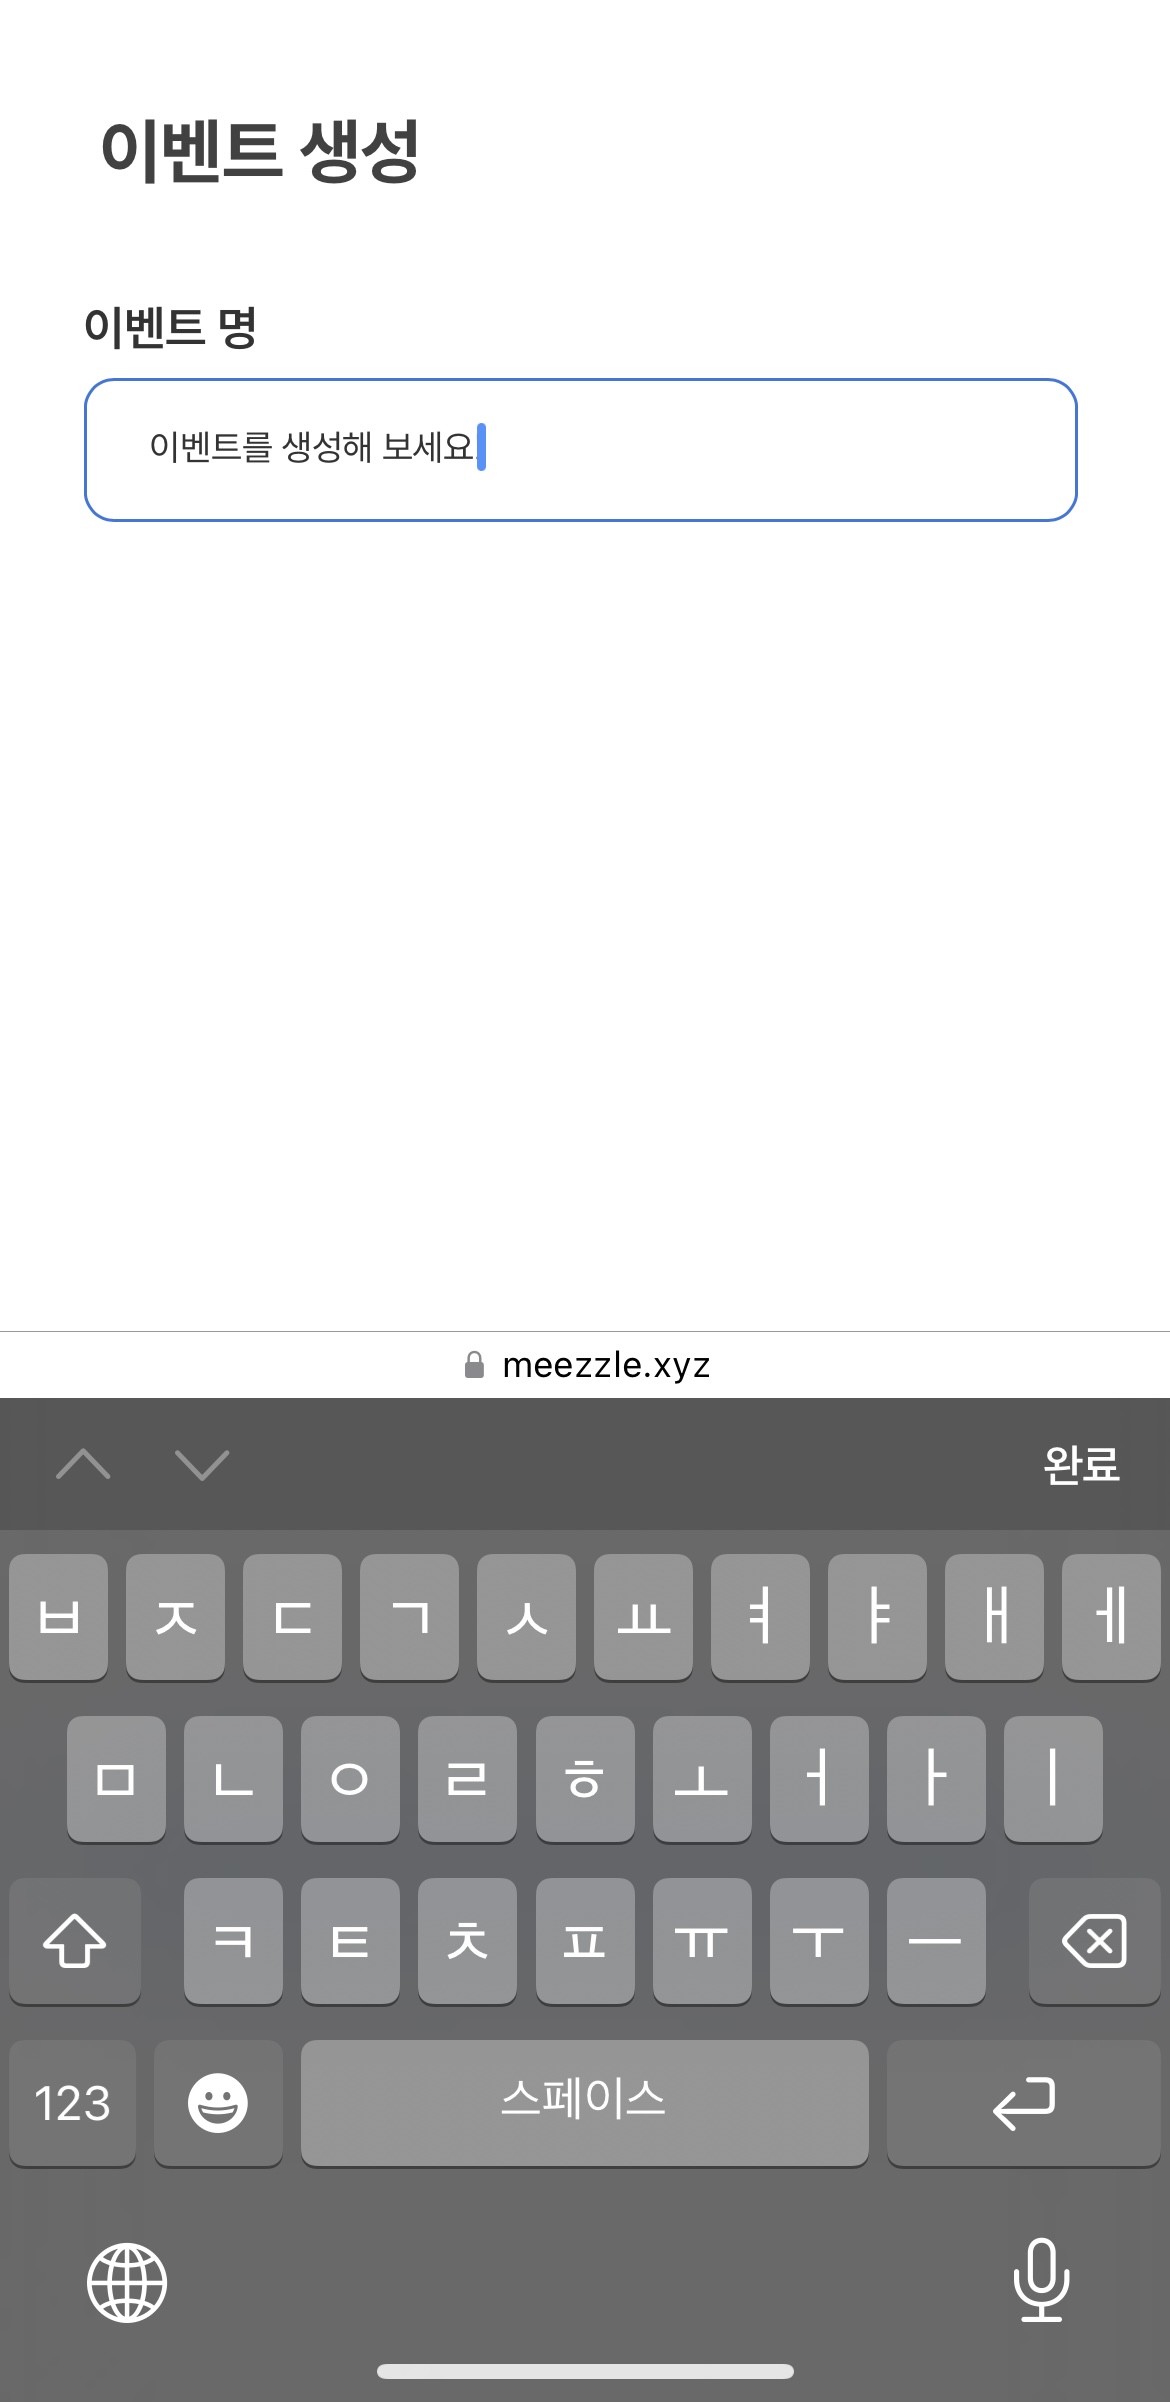 이벤트 생성
이벤트 명
이벤트를 생성해 보세요.
meezzle.xyz
완료
ㅂ ㅈ ㄷ ㄱ ㅅ ㅛ ㅕ ㅑ ㅐ ㅔ
ㅁ ㄴ ㅇ ㄹ ㅎ ㅗ ㅓ ㅏ ㅣ
ㅋ ㅌ ㅊ ㅍ ㅠ ㅜ ㅡ
123 스페이스